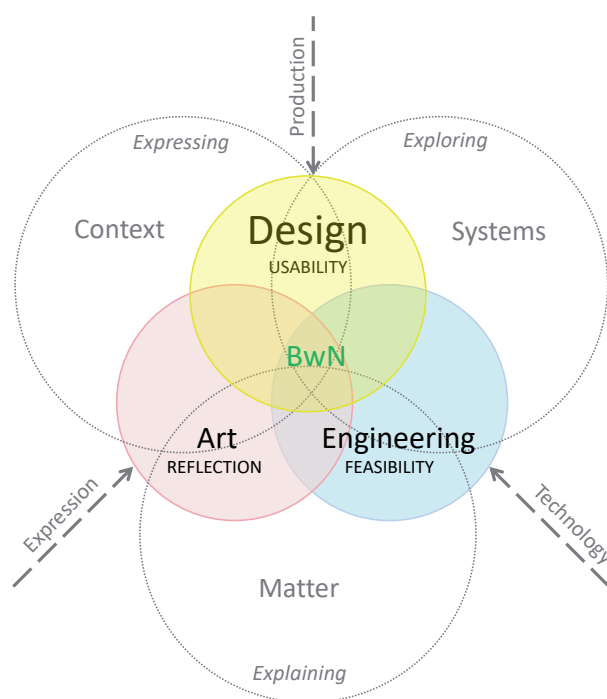 Production
Expressing
Exploring
Context
Design
USABILITY
Systems
BwN
Art
REFLECTION
Engineering
FEASIBILITY
Expression
Technology
Matter
Explaining